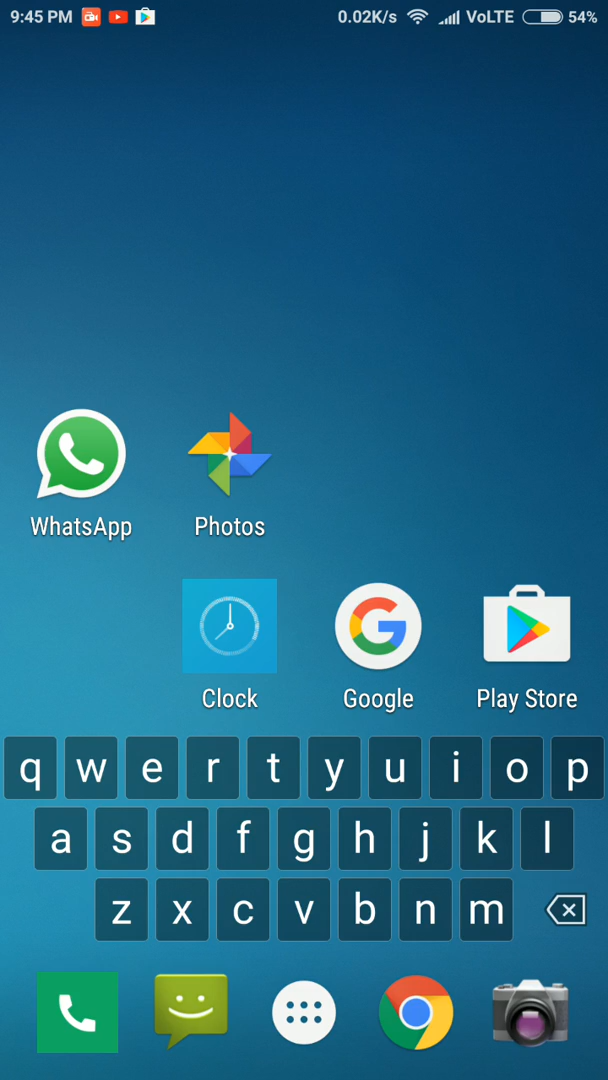 9:45 PM 0.02K/s VoLTE 54%
WhatsApp Photos
Clock Google Play Store
q w e r t y u i o p
a s d f g h j k l
z x c v b n m